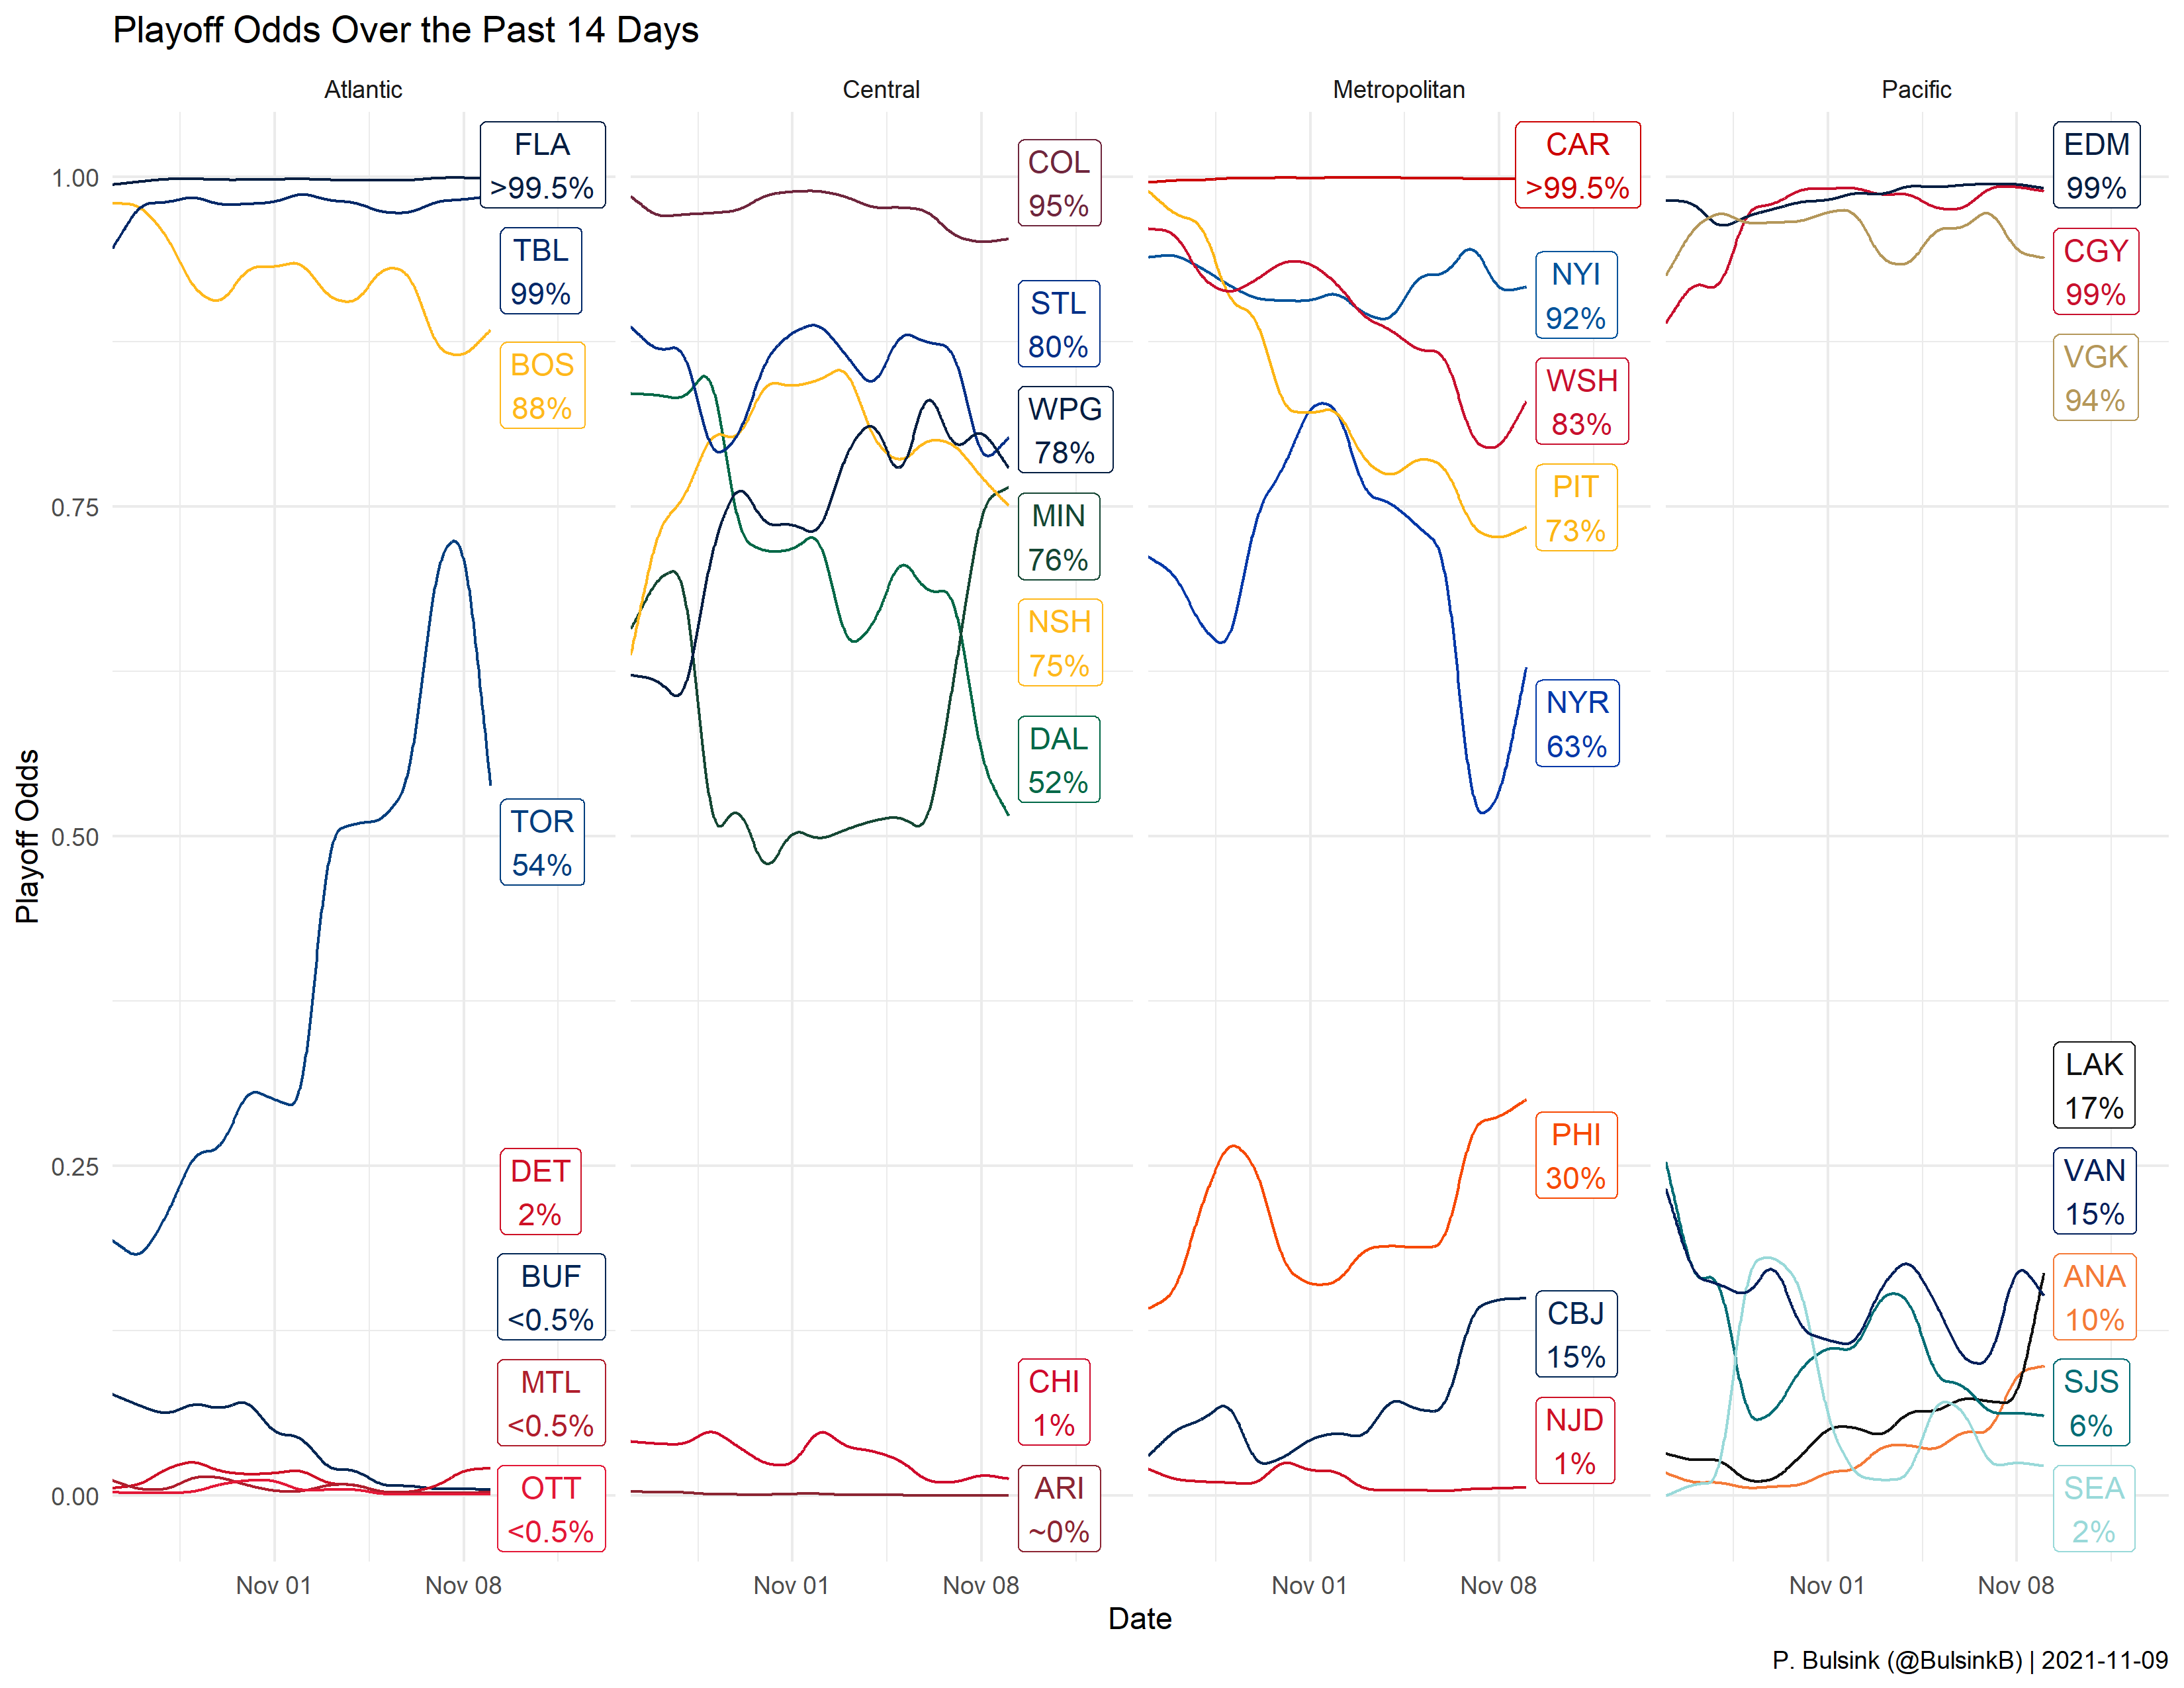 Playoff Odds Over the Past 14 Days
Atlantic
Central
Metropolitan
Pacific
Playoff Odds
1.00
0.75
0.50
0.25
0.00
FLA
>99.5%
TBL
99%
BOS
88%
TOR
54%
DET
2%
BUF
<0.5%
MTL
<0.5%
OTT
<0.5%
COL
95%
STL
80%
WPG
78%
MIN
76%
NSH
75%
DAL
52%
CHI
1%
ARI
~0%
CAR
>99.5%
NYI
92%
WSH
83%
PIT
73%
NYR
63%
PHI
30%
CBJ
15%
NJD
1%
EDM
99%
CGY
99%
VGK
94%
LAK
17%
VAN
15%
ANA
10%
SJS
6%
SEA
2%
Nov 01
Nov 08
Nov 01
Nov 08
Nov 01
Nov 08
Nov 01
Nov 08
Date
P. Bulsink (@BulsinkB) | 2021-11-09